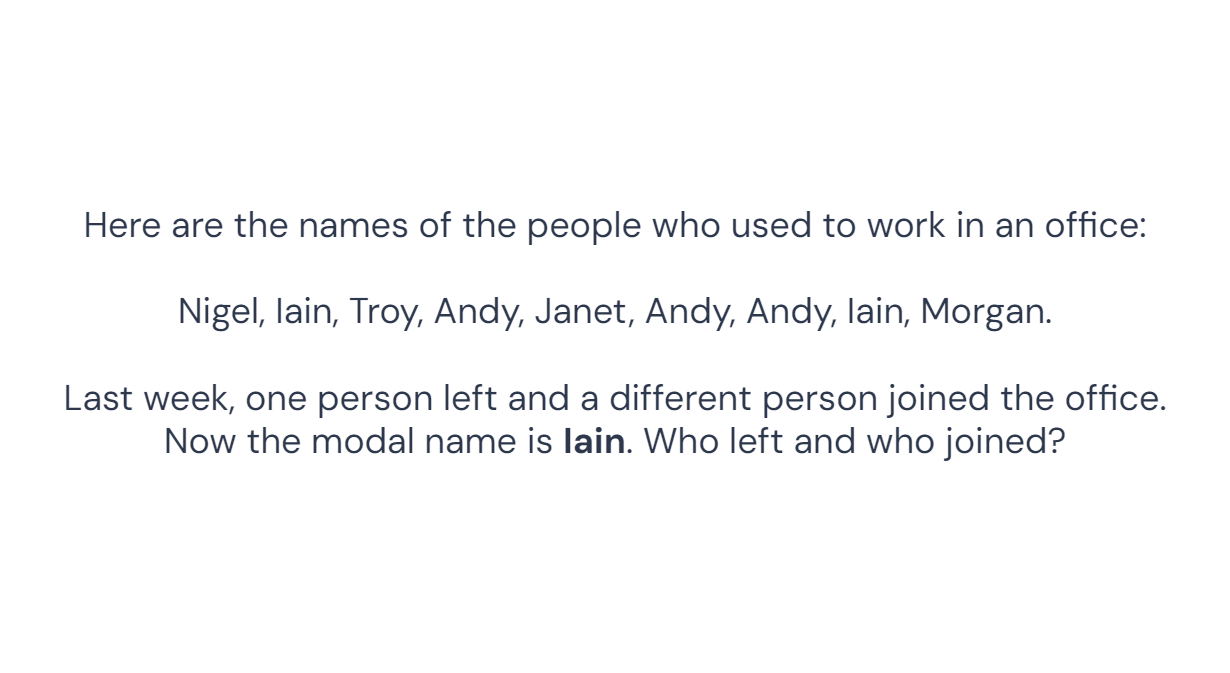 Here are the names of the people who used to work in an office:
Nigel, Iain, Troy, Andy, Janet, Andy, Andy, Iain, Morgan.
Last week, one person left and a different person joined the office.
Now the modal name is Iain. Who left and who joined?